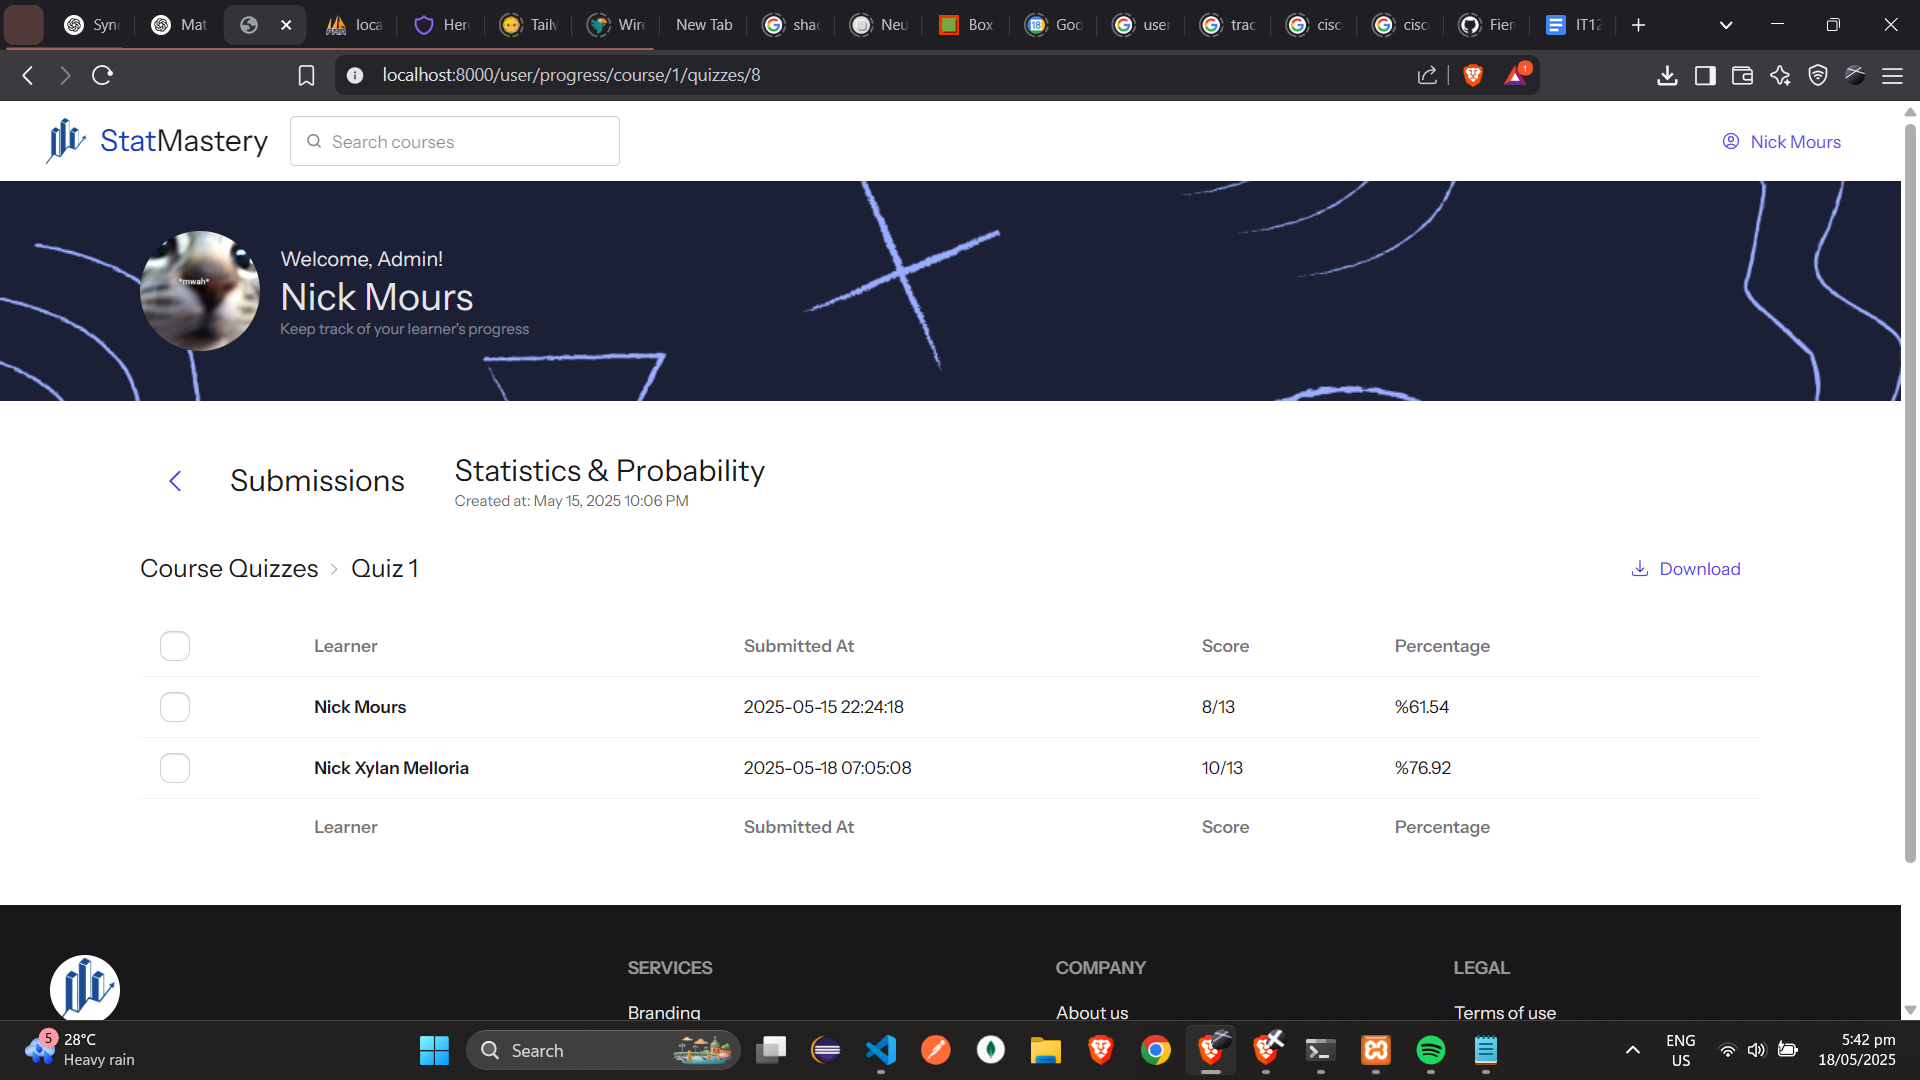 Sync
Mat
loca
Her
Tailw
Wire
New Tab
shad
Neu
Box
Goo
user
trac
cisc
cisc
Fier
IT12
localhost:8000/user/progress/course/1/quizzes/8
1
StatMastery
Search courses
Nick Mours
Welcome, Admin!
*mwah*
Nick Mours
Keep track of your learner's progress
Submissions
Statistics & Probability
Created at: May 15, 2025 10:06 PM
Course Quizzes > Quiz 1
Download
Learner Submitted At Score Percentage
Nick Mours 2025-05-15 22:24:18 8/13 %61.54
Nick Xylan Melloria 2025-05-18 07:05:08 10/13 %76.92
Learner Submitted At Score Percentage
SERVICES COMPANY LEGAL
Branding About us Terms of use
5
28°C
Heavy rain
Search
ENG
US
5:42 pm
18/05/2025